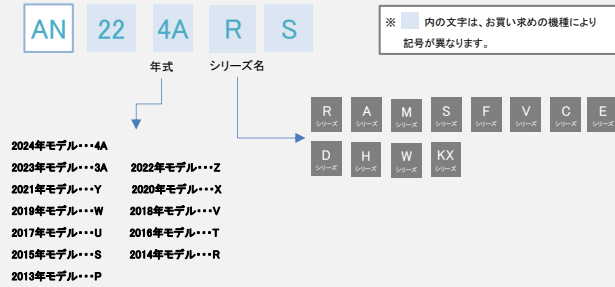 AN 22 4A R S
※ 内の文字は、お買い求めの機種により
記号が異なります。
年式 シリーズ名
R シリーズ A シリーズ M シリーズ S シリーズ F シリーズ V シリーズ C シリーズ E シリーズ
D シリーズ H シリーズ W シリーズ KX シリーズ
2024年モデル・・・4A
2023年モデル・・・3A 2022年モデル・・・Z
2021年モデル・・・Y 2020年モデル・・・X
2019年モデル・・・W 2018年モデル・・・V
2017年モデル・・・U 2016年モデル・・・T
2015年モデル・・・S 2014年モデル・・・R
2013年モデル・・・P